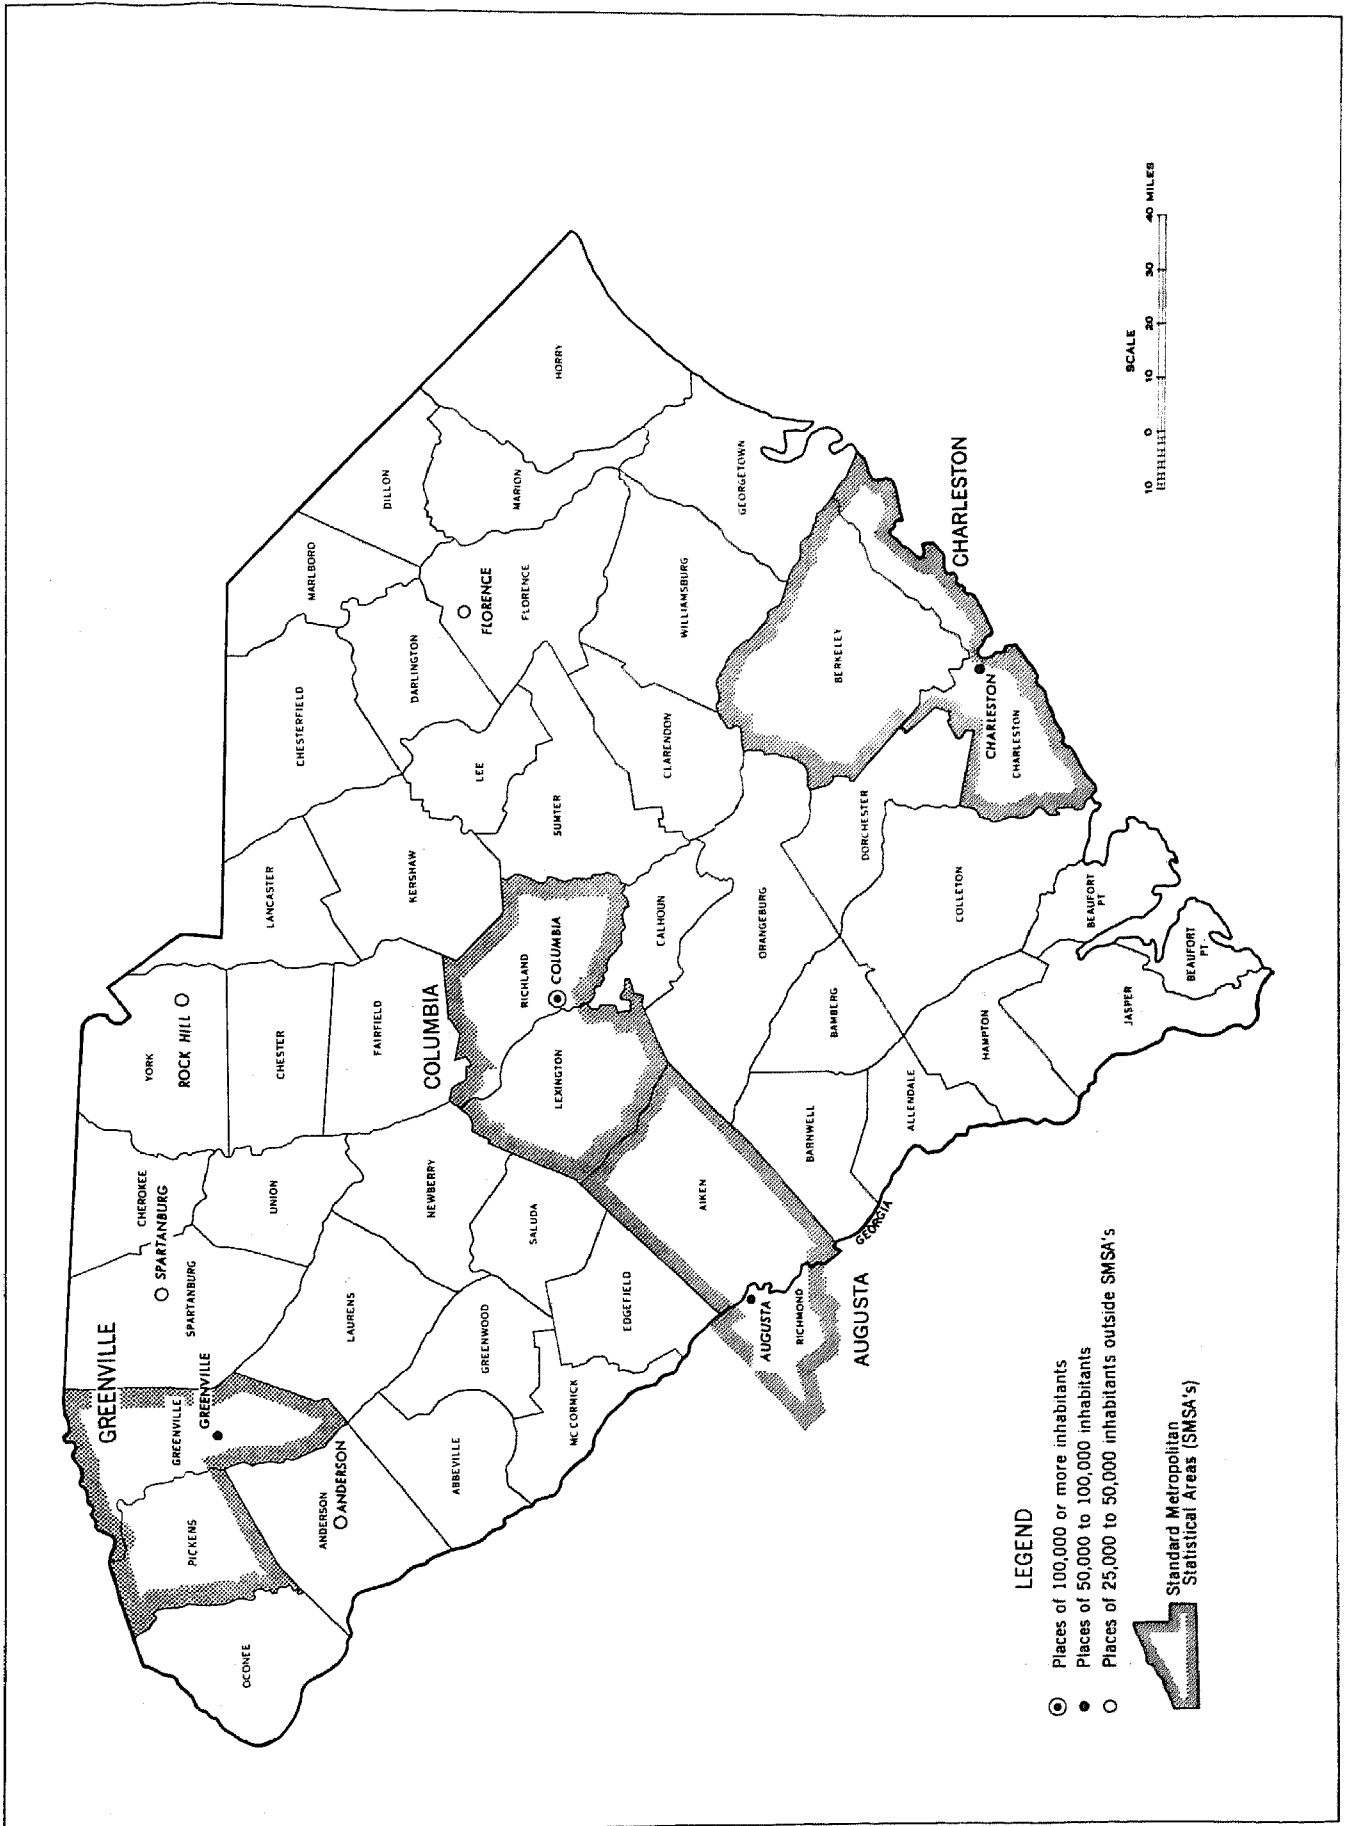 GREENVILLE
GREENVILLE
GREENVILLE
PICKENS
OCONEE
ANDERSON
ANDERSON
SPARTANBURG
SPARTANBURG
CHEROKEE
YORK
ROCK HILL
UNION
CHESTER
LANCASTER
CHESTERFIELD
MARLBORO
DILLON
LAURENS
FAIRFIELD
KERSHAW
DARLINGTON
FLORENCE
FLORENCE
MARION
HORRY
ABBEVILLE
GREENWOOD
NEWBERRY
COLUMBIA
RICHLAND
COLUMBIA
LEE
SUMTER
MC CORMICK
EDGEFIELD
SALUDA
LEXINGTON
CALHOUN
CLARENDON
WILLIAMSBURG
GEORGETOWN
AIKEN
AUGUSTA
RICHMOND
AUGUSTA
GEORGIA
BARNWELL
BAMBERG
ORANGEBURG
DORCHESTER
BERKELEY
CHARLESTON
CHARLESTON
CHARLESTON
ALLENDALE
HAMPTON
COLLETON
JASPER
BEAUFORT
PT
BEAUFORT
PT.
SCALE
10 0 10 20 30 40 MILES
LEGEND
Places of 100,000 or more inhabitants
Places of 50,000 to 100,000 inhabitants
Places of 25,000 to 50,000 inhabitants outside SMSA's
Standard Metropolitan
Statistical Areas (SMSA's)